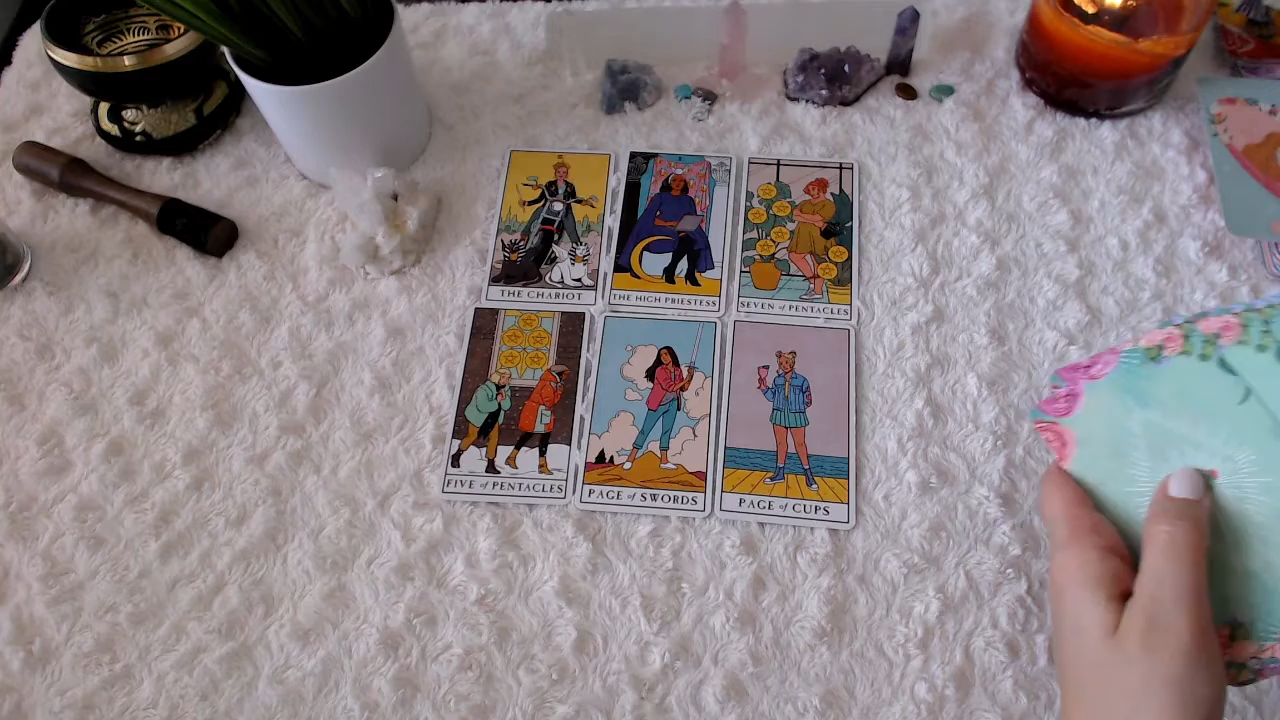 THE CHARIOT
THE HIGH PRIESTESS
SEVEN of PENTACLES
FIVE of PENTACLES
PAGE of SWORDS
PAGE of CUPS